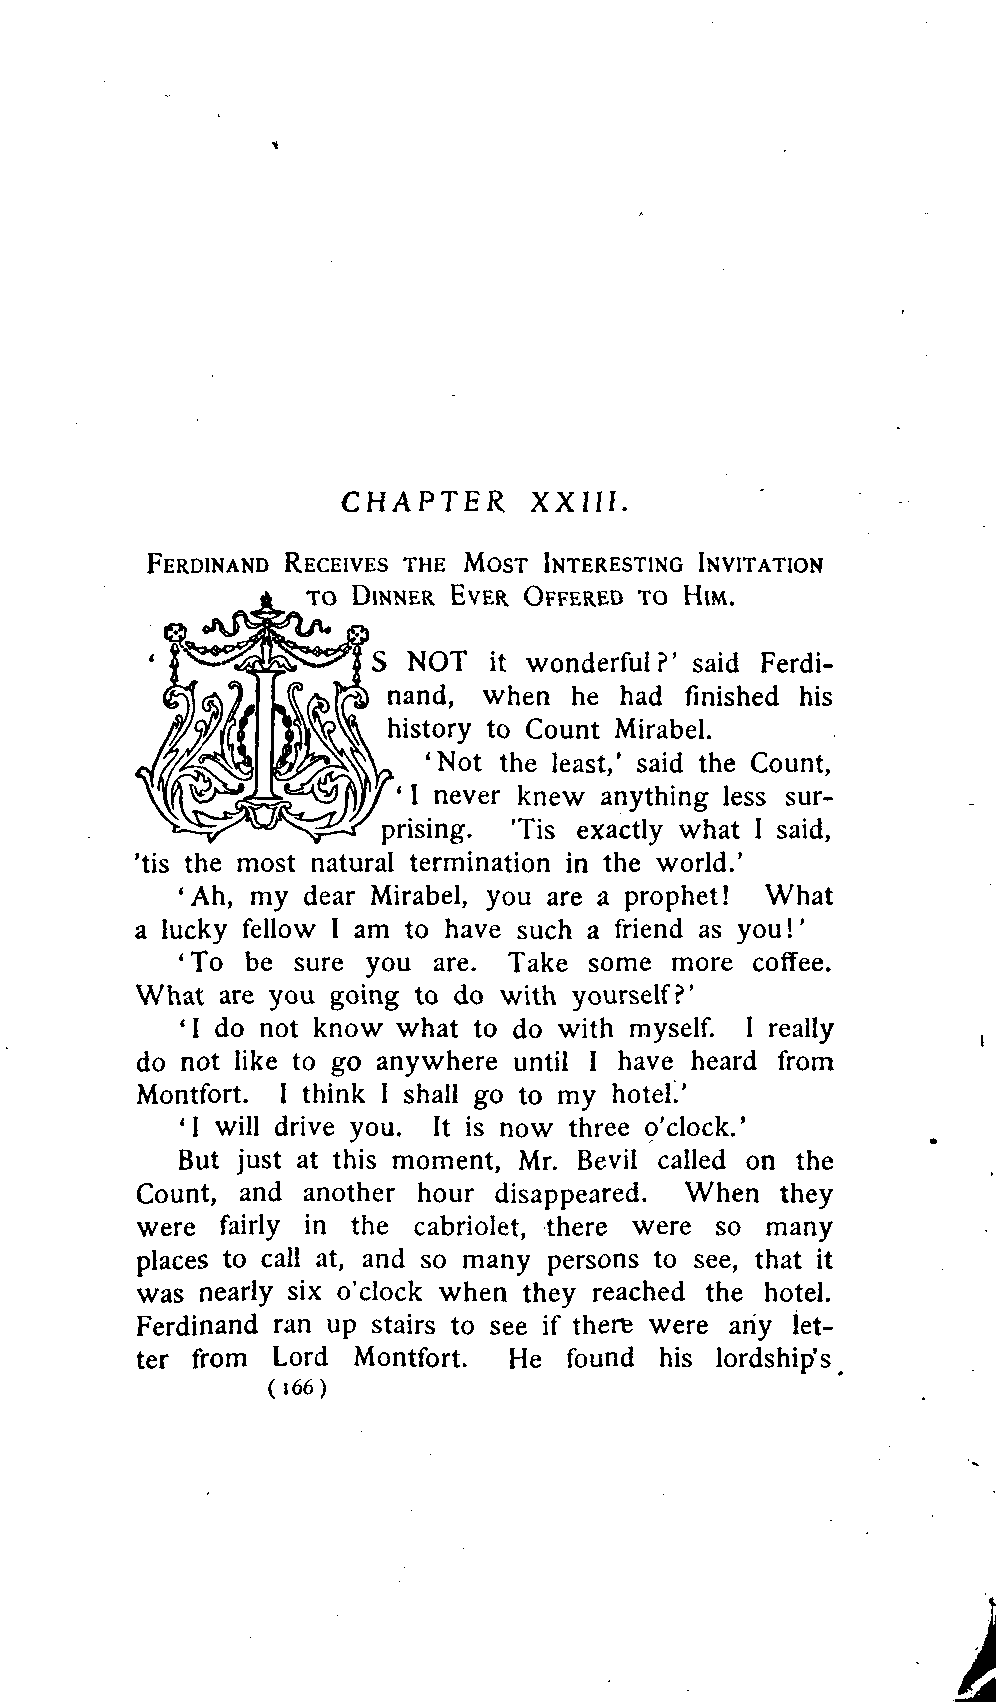 CHAPTER XXIII.
FERDINAND RECEIVES THE MOST INTERESTING INVITATION
TO DINNER EVER OFFERED TO HIM.
‘IS NOT it wonderful?’ said Ferdi-
nand, when he had finished his
history to Count Mirabel.
‘Not the least,’ said the Count,
‘I never knew anything less sur-
prising. ’Tis exactly what I said,
’tis the most natural termination in the world.’
‘Ah, my dear Mirabel, you are a prophet! What
a lucky fellow I am to have such a friend as you!’
‘To be sure you are. Take some more coffee.
What are you going to do with yourself?’
‘I do not know what to do with myself. I really
do not like to go anywhere until I have heard from
Montfort. I think I shall go to my hotel.’
‘I will drive you. It is now three o’clock.’
But just at this moment, Mr. Bevil called on the
Count, and another hour disappeared. When they
were fairly in the cabriolet, there were so many
places to call at, and so many persons to see, that it
was nearly six o’clock when they reached the hotel.
Ferdinand ran up stairs to see if there were any let-
ter from Lord Montfort. He found his lordship’s
(166)